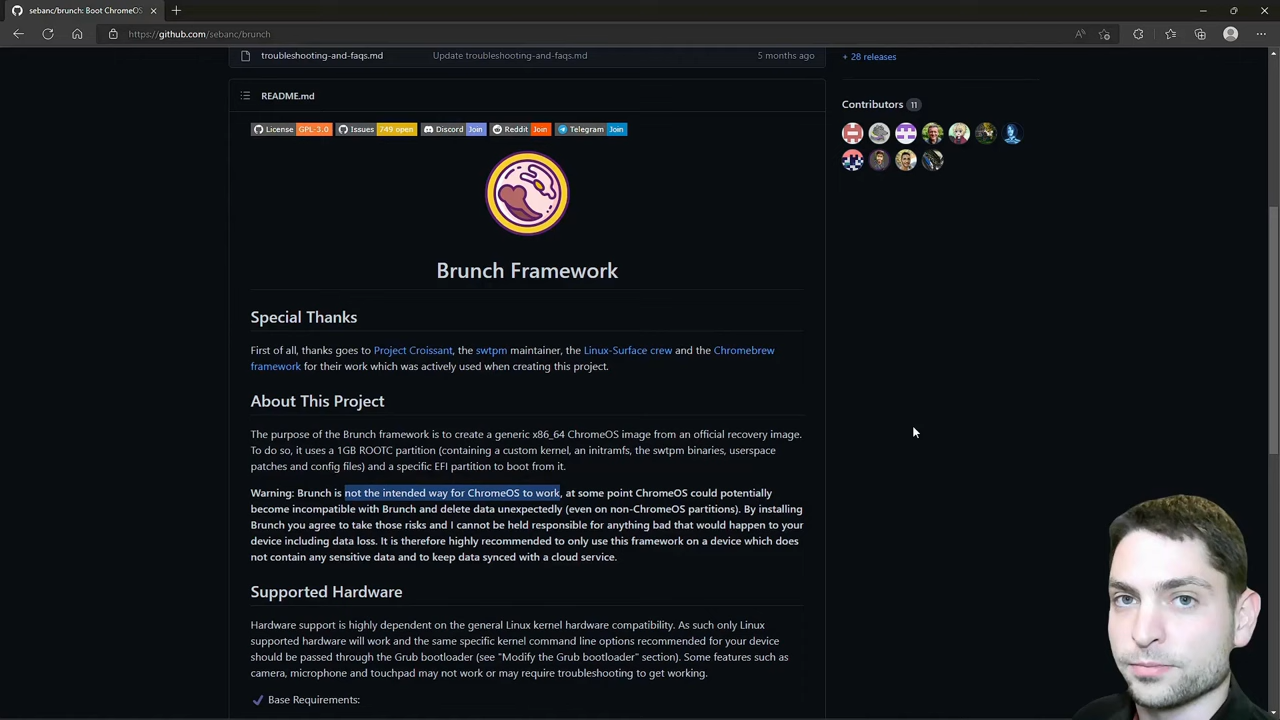 sebanc/brunch: Boot ChromeOS
https://github.com/sebanc/brunch
troubleshooting-and-faqs.md
Update troubleshooting-and-faqs.md
5 months ago
+ 28 releases
README.md
Contributors 11
License GPL-3.0 Issues 749 open Discord Join Reddit Join Telegram Join
Brunch Framework
Special Thanks
First of all, thanks goes to Project Croissant, the swtpm maintainer, the Linux-Surface crew and the Chromebrew
framework for their work which was actively used when creating this project.
About This Project
The purpose of the Brunch framework is to create a generic x86_64 ChromeOS image from an official recovery image.
To do so, it uses a 1GB ROOTC partition (containing a custom kernel, an initramfs, the swtpm binaries, userspace
patches and config files) and a specific EFI partition to boot from it.
Warning: Brunch is not the intended way for ChromeOS to work, at some point ChromeOS could potentially
become incompatible with Brunch and delete data unexpectedly (even on non-ChromeOS partitions). By installing
Brunch you agree to take those risks and I cannot be held responsible for anything bad that would happen to your
device including data loss. It is therefore highly recommended to only use this framework on a device which does
not contain any sensitive data and to keep data synced with a cloud service.
Supported Hardware
Hardware support is highly dependent on the general Linux kernel hardware compatibility. As such only Linux
supported hardware will work and the same specific kernel command line options recommended for your device
should be passed through the Grub bootloader (see "Modify the Grub bootloader" section). Some features such as
camera, microphone and touchpad may not work or may require troubleshooting to get working.
Base Requirements: